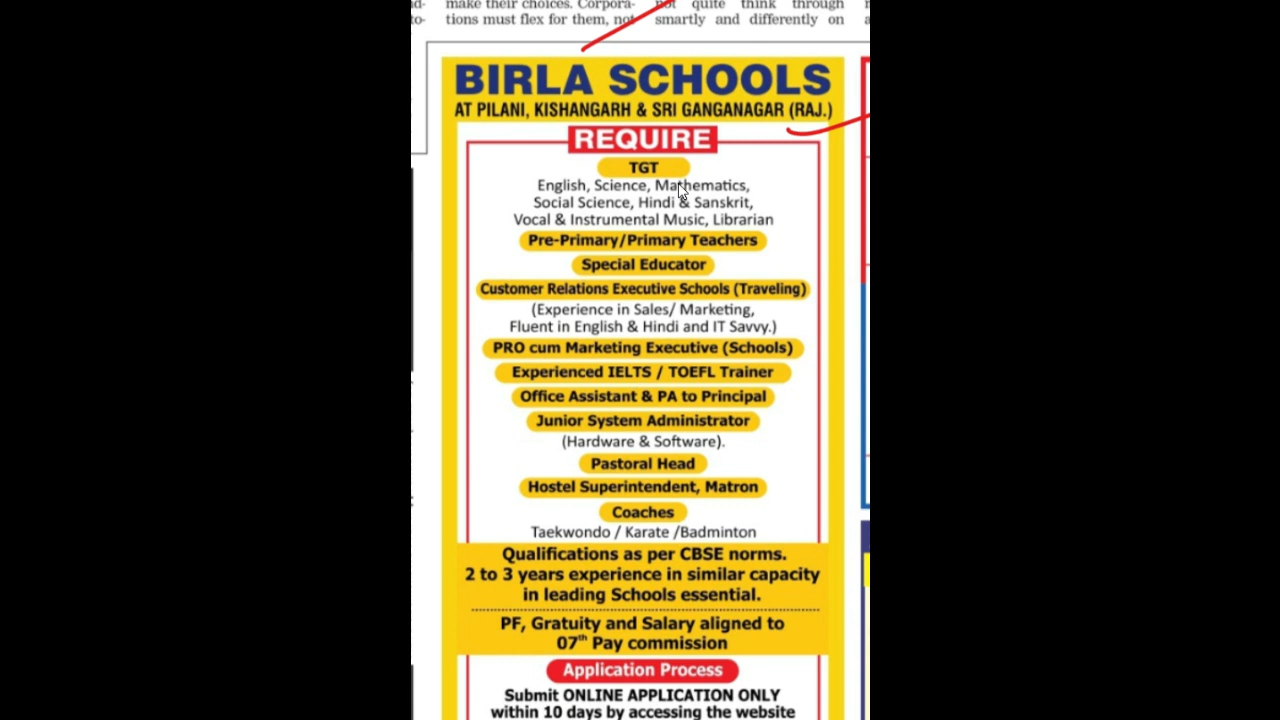 make their choices. Corpora-
tions must flex for them, not
not quite think through
smartly and differently on
BIRLA SCHOOLS
AT PILANI, KISHANGARH & SRI GANGANAGAR (RAJ.)
REQUIRE
TGT
English, Science, Mathematics,
Social Science, Hindi & Sanskrit,
Vocal & Instrumental Music, Librarian
Pre-Primary/Primary Teachers
Special Educator
Customer Relations Executive Schools (Traveling)
(Experience in Sales/ Marketing,
Fluent in English & Hindi and IT Savvy.)
PRO cum Marketing Executive (Schools)
Experienced IELTS / TOEFL Trainer
Office Assistant & PA to Principal
Junior System Administrator
(Hardware & Software).
Pastoral Head
Hostel Superintendent, Matron
Coaches
Taekwondo / Karate /Badminton
Qualifications as per CBSE norms.
2 to 3 years experience in similar capacity
in leading Schools essential.
PF, Gratuity and Salary aligned to
07th Pay commission
Application Process
Submit ONLINE APPLICATION ONLY
within 10 days by accessing the website